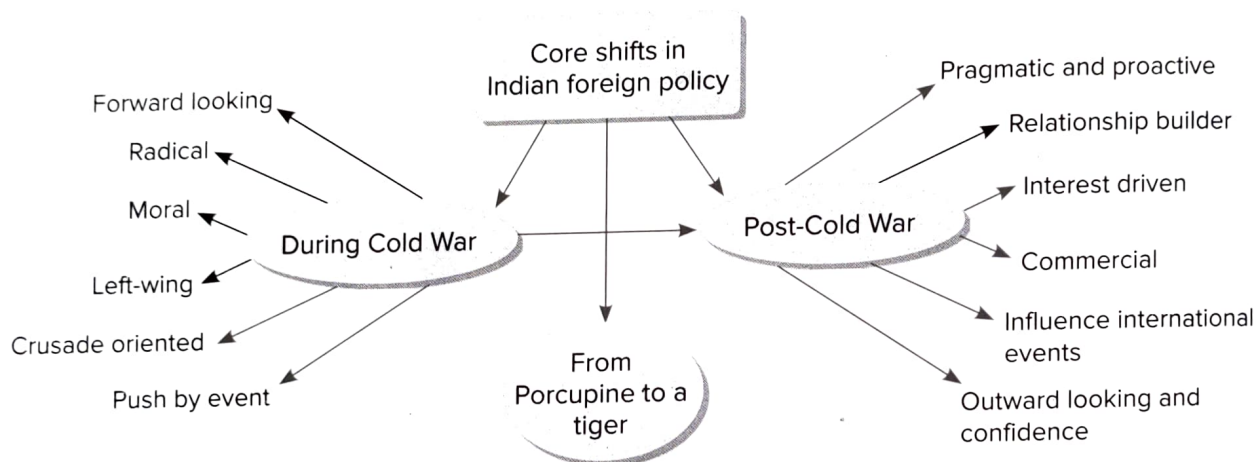 Core shifts in
Indian foreign policy
Forward looking
Radical
Moral
Left-wing
Crusade oriented
Push by event
During Cold War
From
Porcupine to a
tiger
Post-Cold War
Pragmatic and proactive
Relationship builder
Interest driven
Commercial
Influence international
events
Outward looking and
confidence